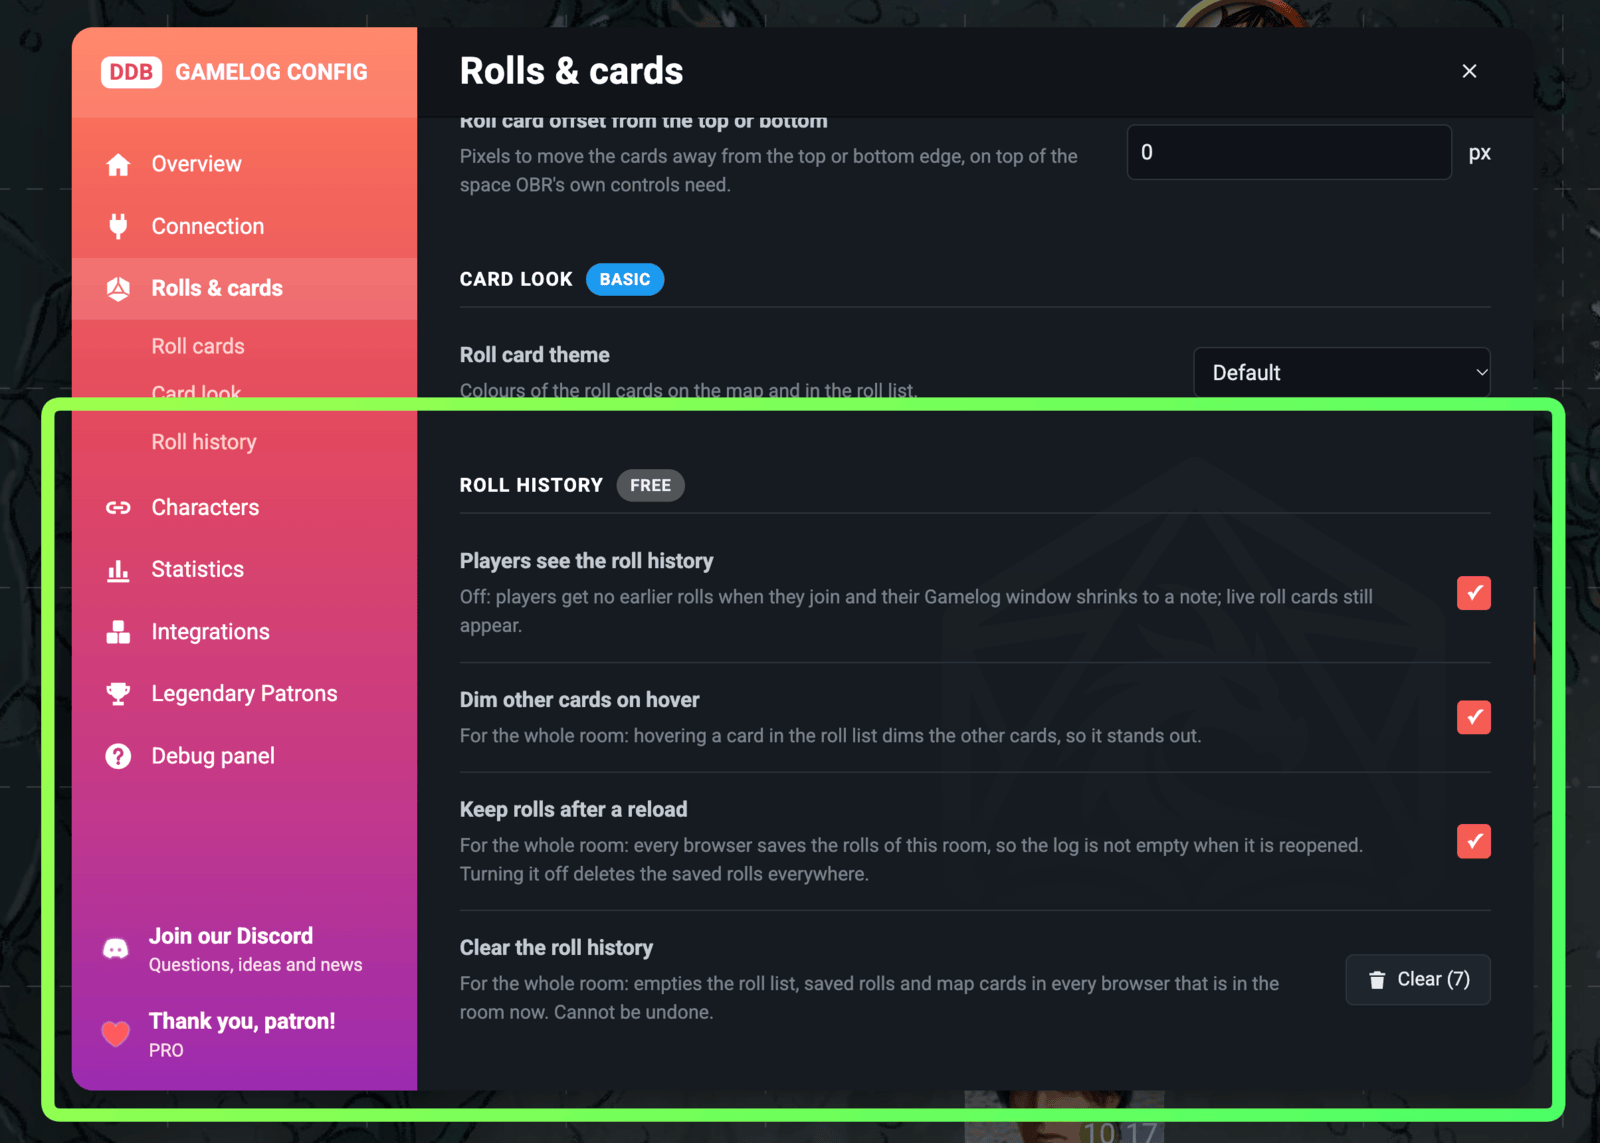 DDB GAMELOG CONFIG
Overview
Connection
Rolls & cards
Roll cards
Card look
Roll history
Characters
Statistics
Integrations
Legendary Patrons
Debug panel
Join our Discord
Questions, ideas and news
Thank you, patron!
PRO
Rolls & cards
Roll card offset from the top or bottom
Pixels to move the cards away from the top or bottom edge, on top of the
space OBR's own controls need.
0 px
CARD LOOK BASIC
Roll card theme
Colours of the roll cards on the map and in the roll list.
Default
ROLL HISTORY FREE
Players see the roll history
Off: players get no earlier rolls when they join and their Gamelog window shrinks to a note; live roll cards still
appear.
Dim other cards on hover
For the whole room: hovering a card in the roll list dims the other cards, so it stands out.
Keep rolls after a reload
For the whole room: every browser saves the rolls of this room, so the log is not empty when it is reopened.
Turning it off deletes the saved rolls everywhere.
Clear the roll history
For the whole room: empties the roll list, saved rolls and map cards in every browser that is in the
room now. Cannot be undone.
Clear (7)
10 17